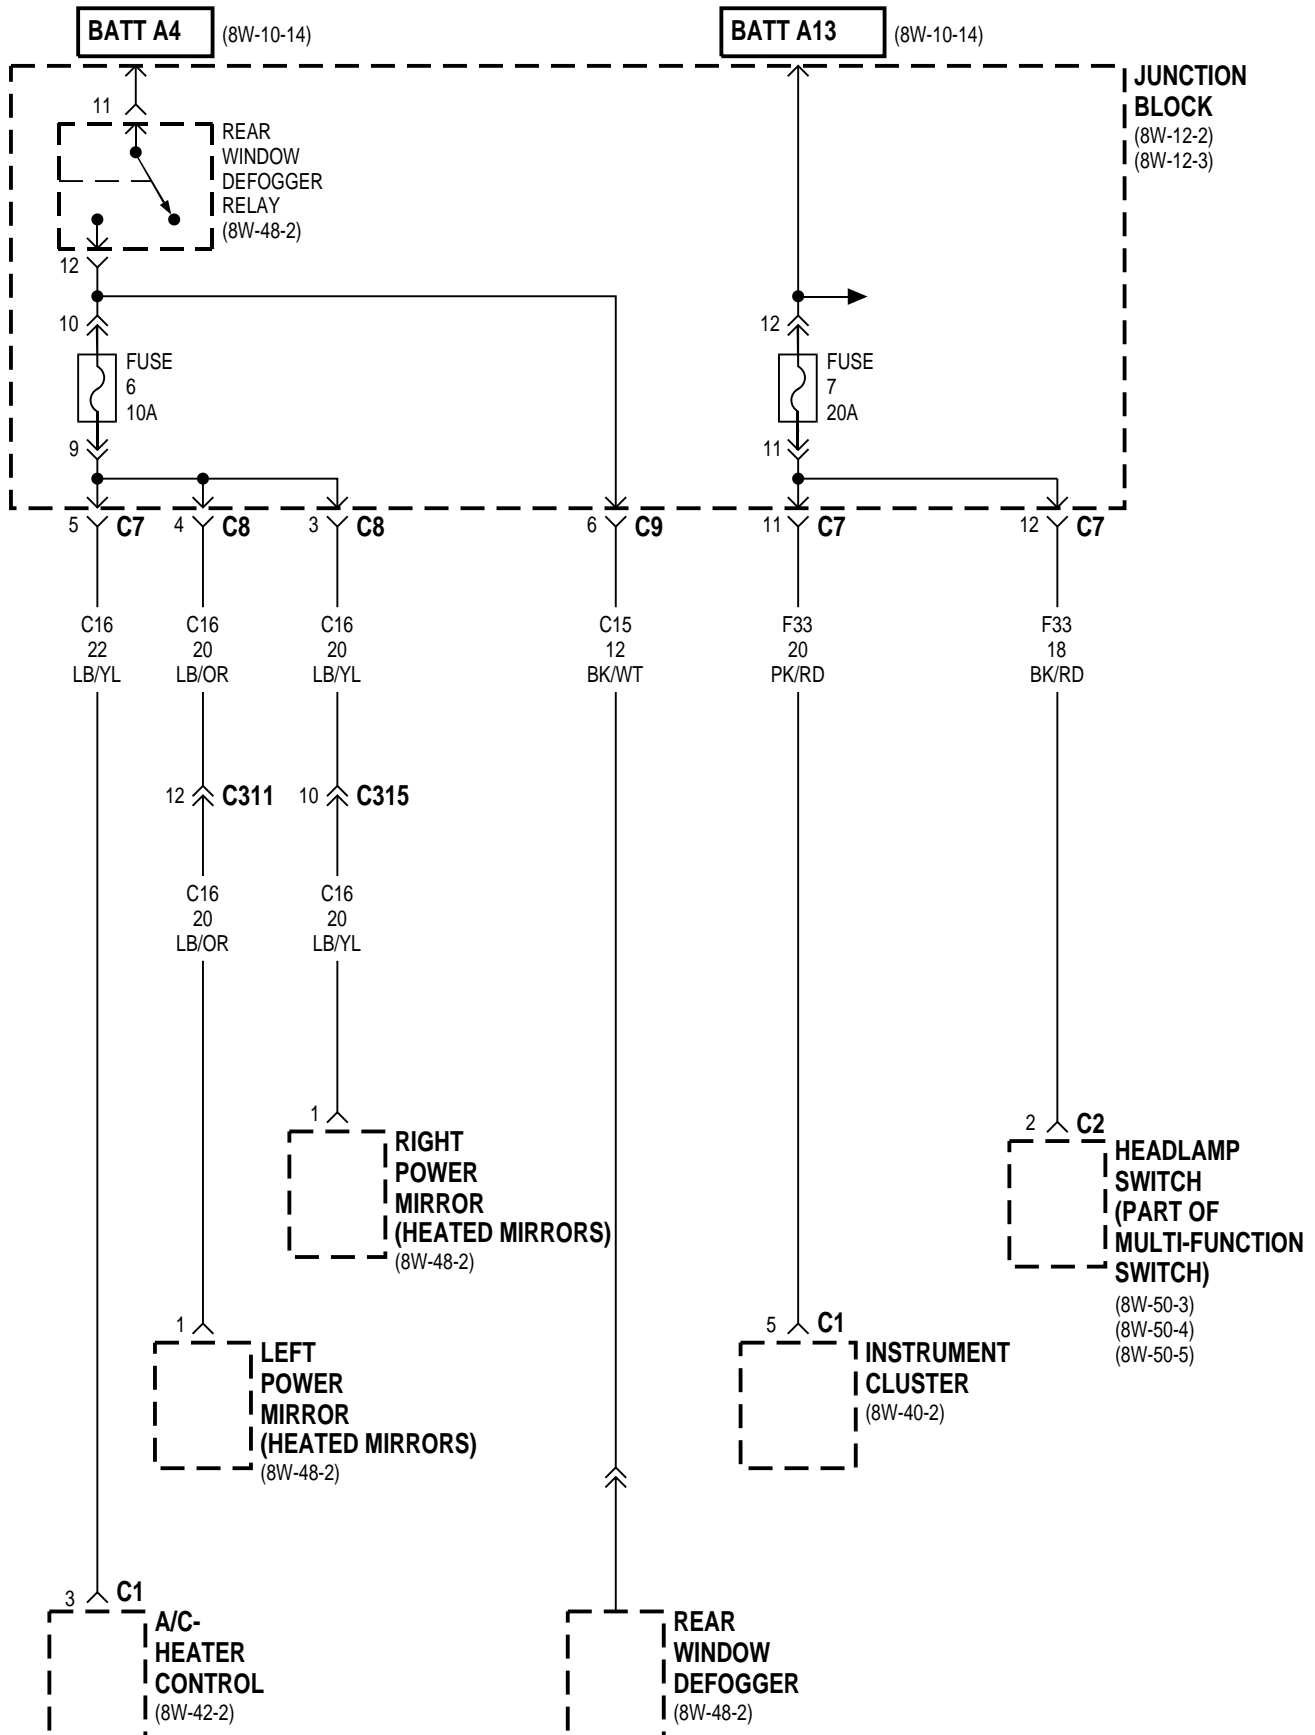 BATT A4
(8W-10-14)
BATT A13
(8W-10-14)
JUNCTION
BLOCK
(8W-12-2)
(8W-12-3)
11
REAR
WINDOW
DEFOGGER
RELAY
(8W-48-2)
12
10
FUSE
6
10A
9
12
FUSE
7
20A
11
5
C7
4
C8
3
C8
6
C9
11
C7
12
C7
C16
22
LB/YL
C16
20
LB/OR
C16
20
LB/YL
C15
12
BK/WT
F33
20
PK/RD
F33
18
BK/RD
12
C311
10
C315
C16
20
LB/OR
C16
20
LB/YL
1
RIGHT
POWER
MIRROR
(HEATED MIRRORS)
(8W-48-2)
2
C2
HEADLAMP
SWITCH
(PART OF
MULTI-FUNCTION
SWITCH)
(8W-50-3)
(8W-50-4)
(8W-50-5)
1
LEFT
POWER
MIRROR
(HEATED MIRRORS)
(8W-48-2)
5
C1
INSTRUMENT
CLUSTER
(8W-40-2)
3
C1
A/C-
HEATER
CONTROL
(8W-42-2)
REAR
WINDOW
DEFOGGER
(8W-48-2)